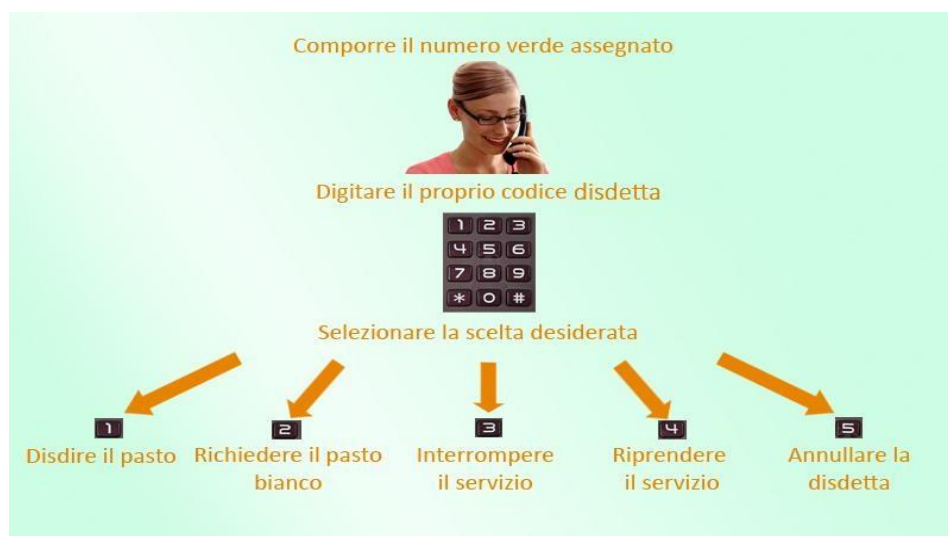 Comporre il numero verde assegnato
Digitare il proprio codice disdetta
1 2 3
4 5 6
7 8 9
* 0 #
Selezionare la scelta desiderata
1
Disdire il pasto
2
Richiedere il pasto
bianco
3
Interrompere
il servizio
4
Riprendere
il servizio
5
Annullare la
disdetta